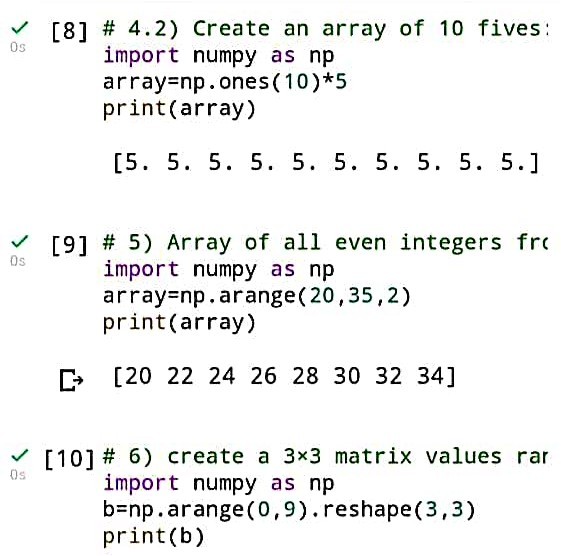 [8] # 4.2) Create an array of 10 fives:
0s
import numpy as np
array=np.ones(10)*5
print(array)
[5. 5. 5. 5. 5. 5. 5. 5. 5. 5.]
[9] # 5) Array of all even integers
0s
import numpy as np
array=np.arange(20,35,2)
print(array)
[20 22 24 26 28 30 32 34]
[10] # 6) create a 3×3 matrix values
0s
import numpy as np
b=np.arange(0,9).reshape(3,3)
print(b)